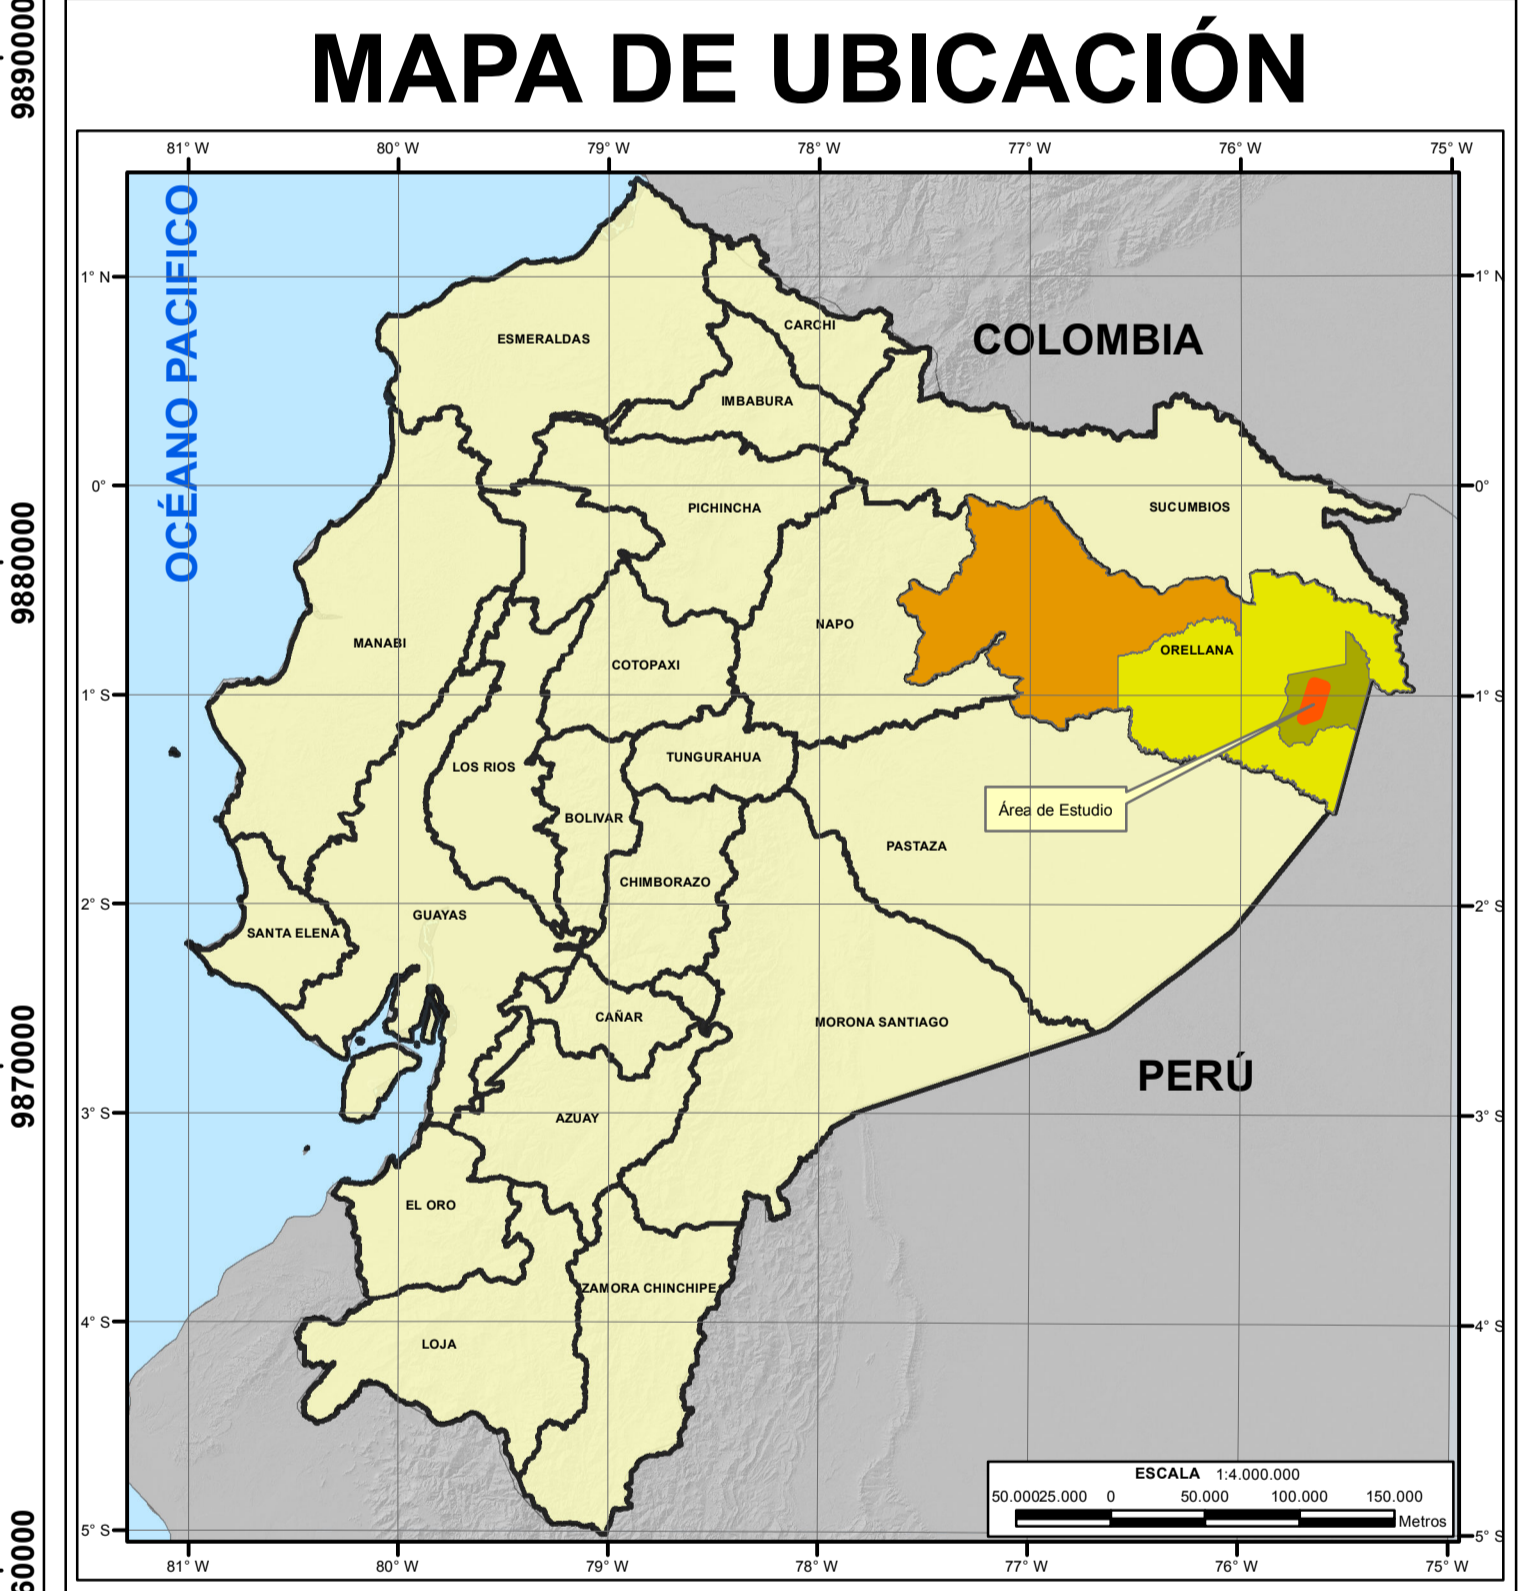 MAPA DE UBICACIÓN
81° W 80° W 79° W 78° W 77° W 76° W 75° W
9890000
9880000
9870000
OCÉANO PACIFICO
1° N
1° N
0°
0°
1° S
1° S
2° S
2° S
3° S
3° S
4° S
4° S
5° S
5° S
COLOMBIA
ESMERALDAS
CARCHI
IMBABURA
SUCUMBIOS
PICHINCHA
NAPO
MANABI
ORELLANA
COTOPAXI
TUNGURAHUA
LOS RIOS
Área de Estudio
BOLIVAR
PASTAZA
CHIMBORAZO
GUAYAS
SANTA ELENA
CAÑAR
MORONA SANTIAGO
PERÚ
AZUAY
EL ORO
ZAMORA CHINCHIPE
LOJA
ESCALA 1:4.000.000
50.000 25.000 0 50.000 100.000 150.000
Metros
81° W 80° W 79° W 78° W 77° W 76° W 75° W